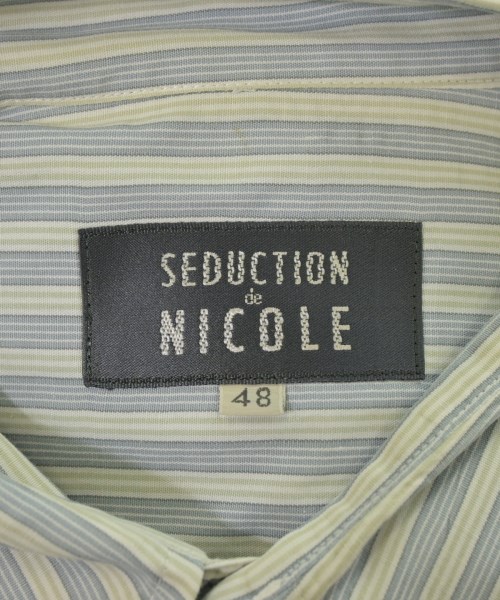 SEDUCTION
de
NICOLE
48